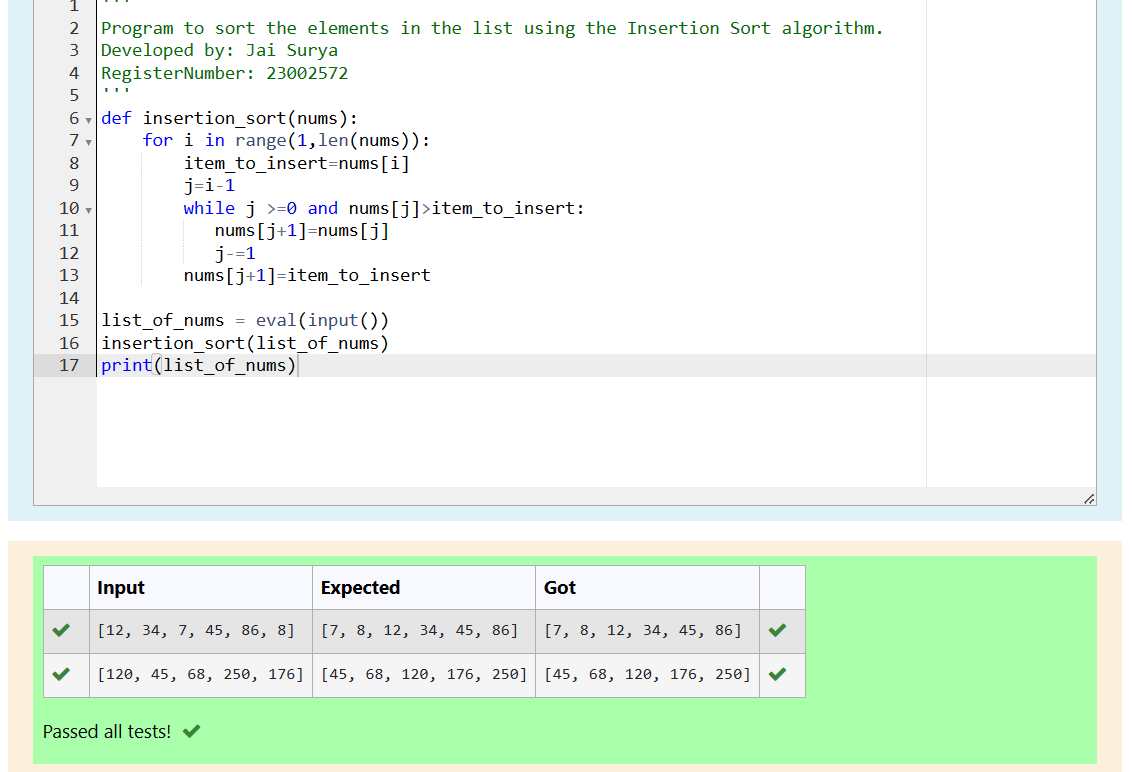 1 '''
2 Program to sort the elements in the list using the Insertion Sort algorithm.
3 Developed by: Jai Surya
4 RegisterNumber: 23002572
5 '''
6 def insertion_sort(nums):
7     for i in range(1,len(nums)):
8         item_to_insert=nums[i]
9         j=i-1
10         while j >=0 and nums[j]>item_to_insert:
11            nums[j+1]=nums[j]
12            j-=1
13         nums[j+1]=item_to_insert
14
15 list_of_nums = eval(input())
16 insertion_sort(list_of_nums)
17 print(list_of_nums)
Input Expected Got
[12, 34, 7, 45, 86, 8] [7, 8, 12, 34, 45, 86] [7, 8, 12, 34, 45, 86]
[120, 45, 68, 250, 176] [45, 68, 120, 176, 250] [45, 68, 120, 176, 250]
Passed all tests!